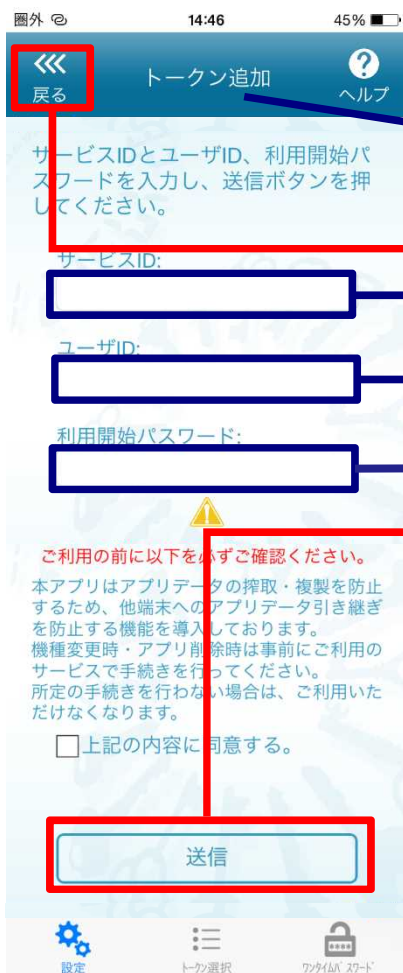 圏外 14:46 45%
戻る トークン追加 ヘルプ
サービスIDとユーザID、利用開始パ
スワードを入力し、送信ボタンを押
してください。
サービスID:
ユーザID:
利用開始パスワード:
ご利用の前に以下を必ずご確認ください。
本アプリはアプリデータの搾取・複製を防止
するため、他端末へのアプリデータ引き継ぎ
を防止する機能を導入しております。
機種変更時・アプリ削除時は事前にご利用の
サービスで手続きを行ってください。
所定の手続きを行わない場合は、ご利用いた
だけなくなります。
上記の内容に同意する。
送信
設定 トークン選択 ワンタイムパスワード